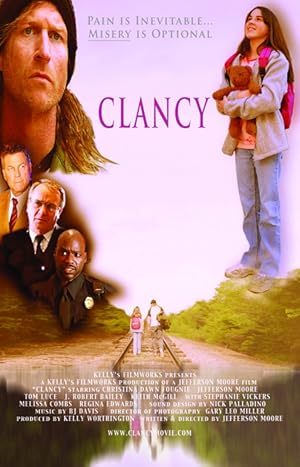 PAIN IS INEVITABLE...
MISERY IS OPTIONAL
CLANCY
KELLY'S FILMWORKS PRESENTS
A KELLY'S FILMWORKS PRODUCTION OF A JEFFERSON MOORE FILM
"CLANCY" STARRING CHRISTINA DAWN FOUGNIE JEFFERSON MOORE
TOM LUCE J. ROBERT BAILEY KEITH MCGILL WITH STEPHANIE VICKERS
MELISSA COMBS REGINA EDWARDS SOUND DESIGN BY NICK PALLADINO
MUSIC BY BJ DAVIS DIRECTOR OF PHOTOGRAPHY GARY LEO MILLER
PRODUCED BY KELLY WORTHINGTON WRITTEN & DIRECTED BY JEFFERSON MOORE
WWW.CLANCYMOVIE.COM